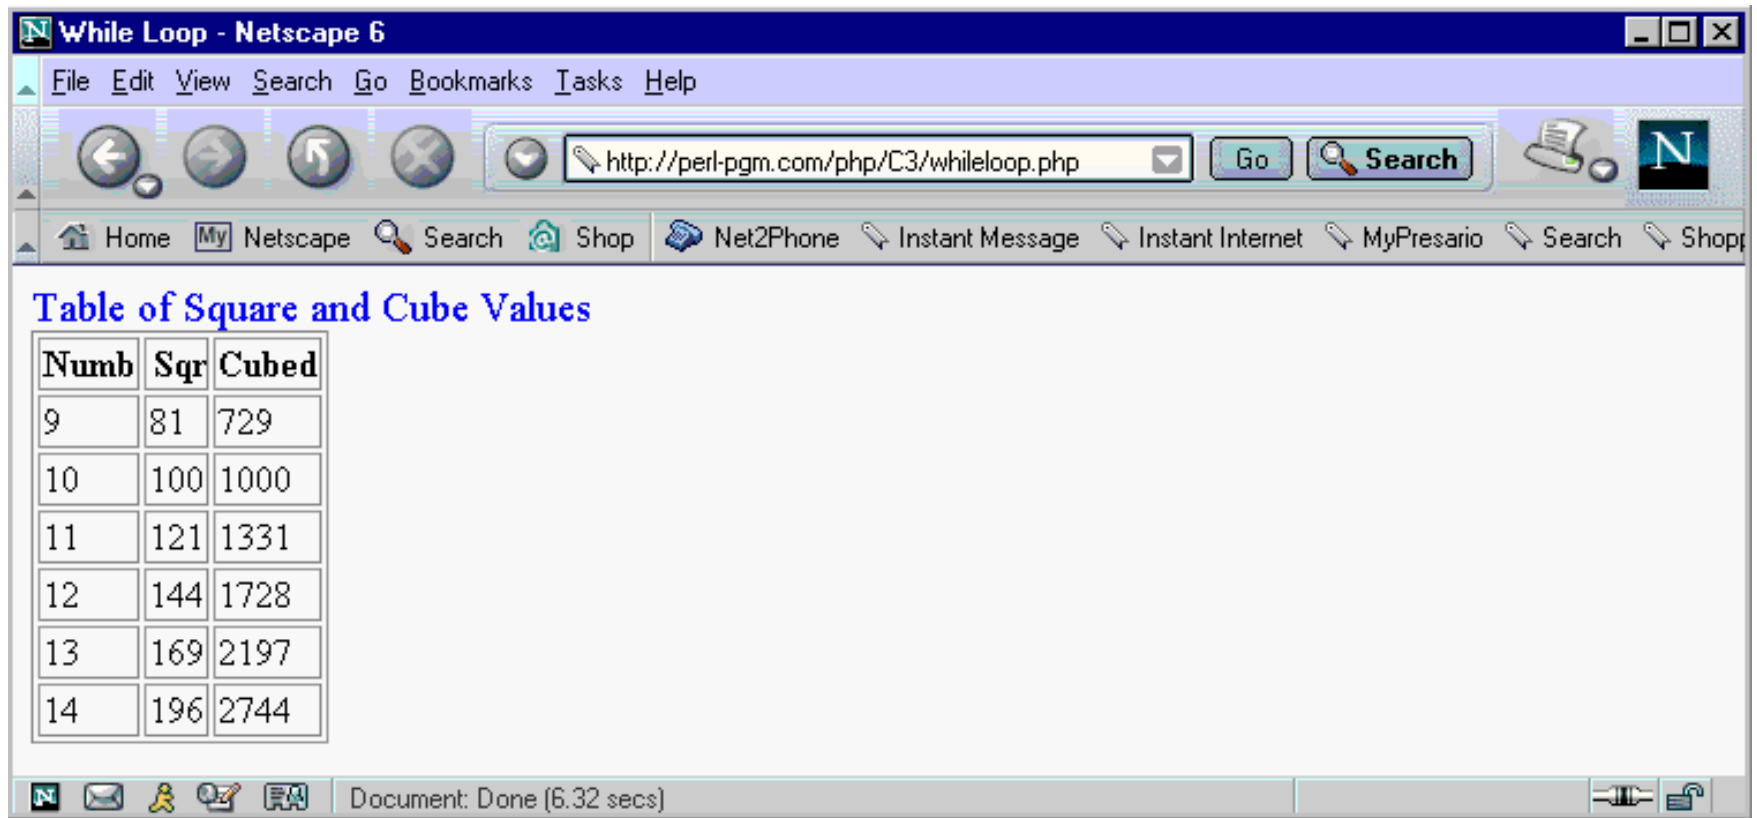 N While Loop - Netscape 6
File Edit View Search Go Bookmarks Tasks Help
http://perl-pgm.com/php/C3/whileloop.php Go Search N
Home My Netscape Search Shop Net2Phone Instant Message Instant Internet MyPresario Search Shopp
Table of Square and Cube Values
Numb Sqr Cubed
9 81 729
10 100 1000
11 121 1331
12 144 1728
13 169 2197
14 196 2744
N Document: Done (6.32 secs)